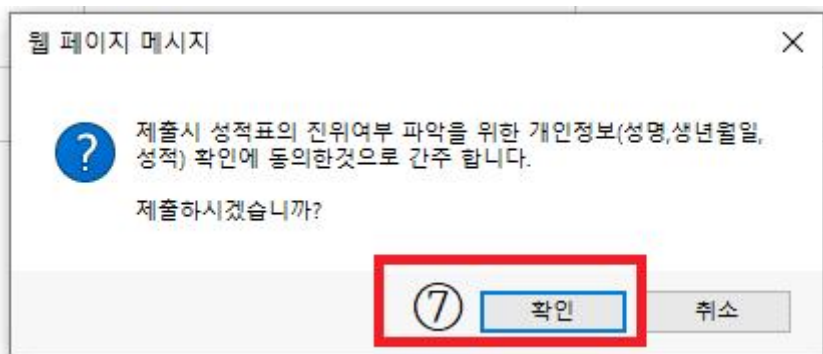 웹 페이지 메시지
제출시 성적표의 진위여부 파악을 위한 개인정보(성명,생년월일,
성적) 확인에 동의한것으로 간주 합니다.
제출하시겠습니까?
⑦ 확인 취소